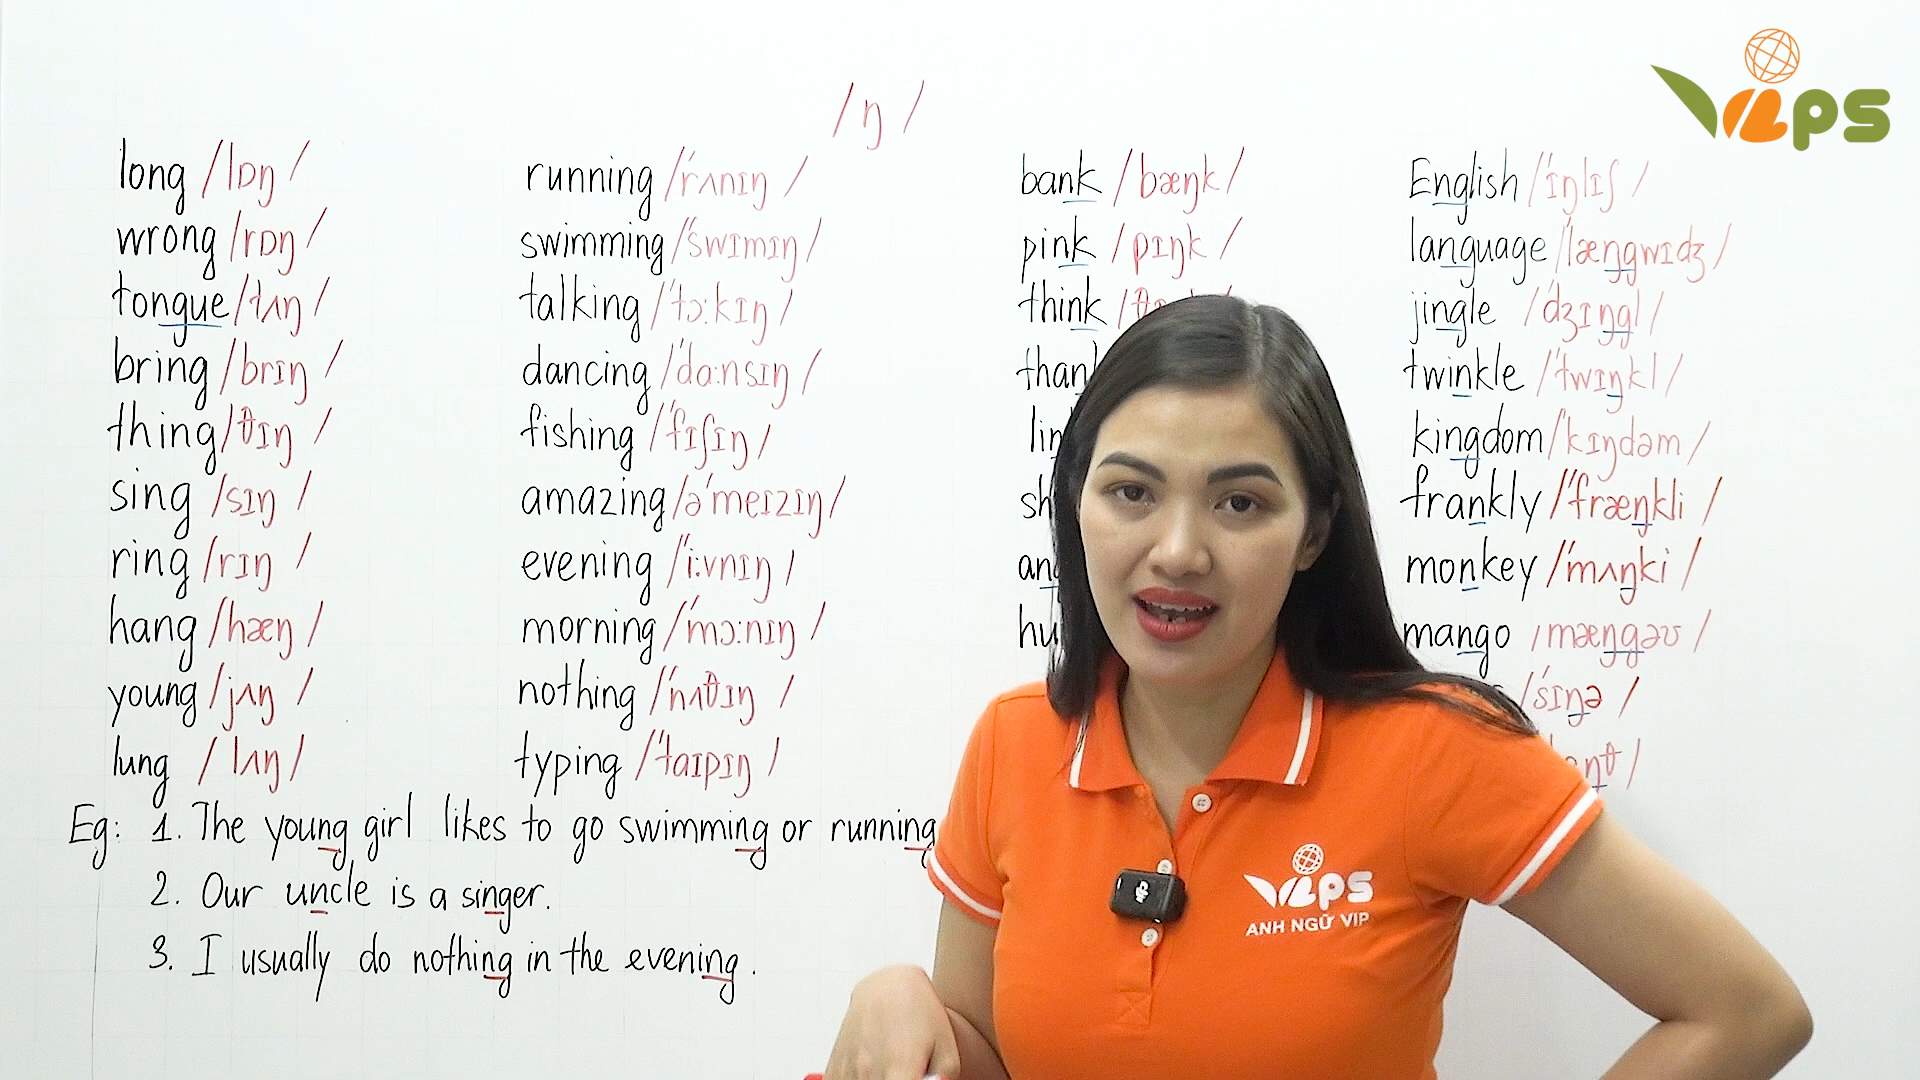 VIPS
/ŋ/
long /lɒŋ/
wrong /rɒŋ/
tongue /tʌŋ/
bring /brɪŋ/
thing /θɪŋ/
sing /sɪŋ/
ring /rɪŋ/
hang /hæŋ/
young /jʌŋ/
lung /lʌŋ/
running /ˈrʌnɪŋ/
swimming /ˈswɪmɪŋ/
talking /ˈtɔːkɪŋ/
dancing /ˈdɑːnsɪŋ/
fishing /ˈfɪʃɪŋ/
amazing /əˈmeɪzɪŋ/
evening /ˈiːvnɪŋ/
morning /ˈmɔːnɪŋ/
nothing /ˈnʌθɪŋ/
typing /ˈtaɪpɪŋ/
bank /bæŋk/
pink /pɪŋk/
think
English /ˈɪŋlɪʃ/
language /ˈlæŋgwɪdʒ/
jingle /ˈdʒɪŋgl/
twinkle /ˈtwɪŋkl/
kingdom /ˈkɪŋdəm/
frankly /ˈfræŋkli/
monkey /ˈmʌŋki/
mango /mæŋgəʊ/
/ˈsɪŋə/
Eg: 1. The young girl likes to go swimming or running
2. Our uncle is a singer.
3. I usually do nothing in the evening.
VIPS
ANH NGỮ VIP